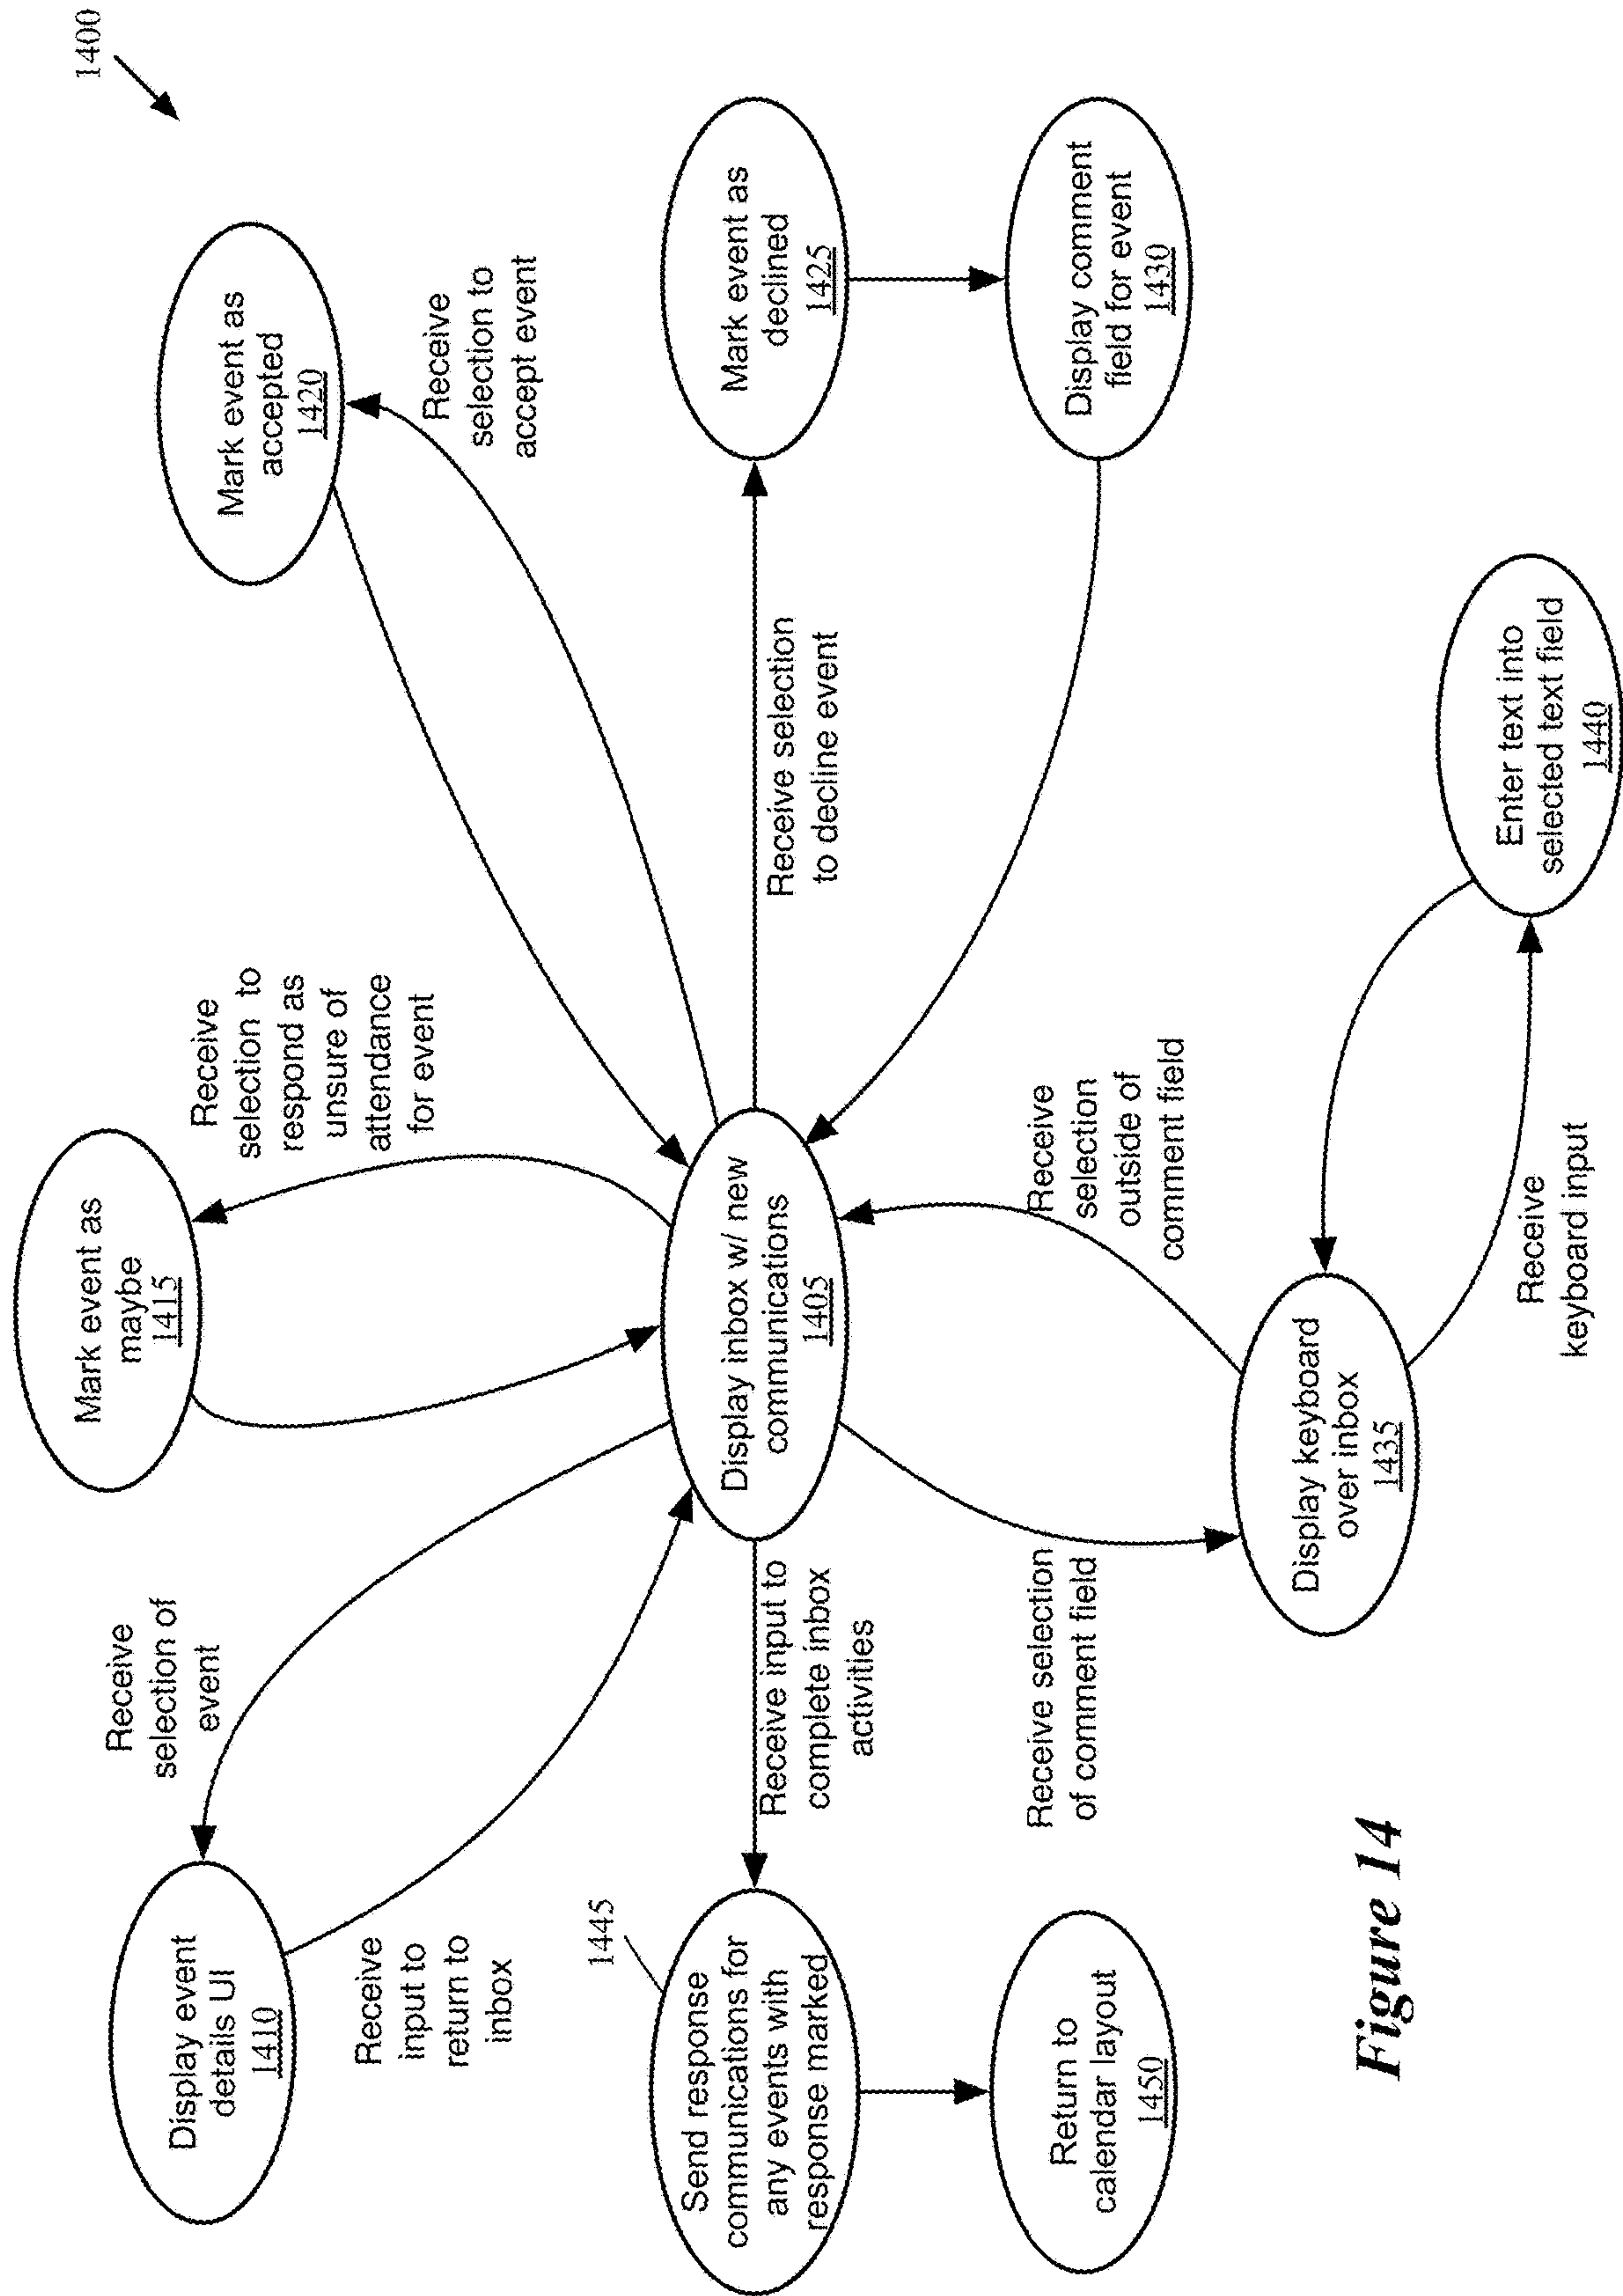 1400
Display event
details UI
1410
Receive
selection of
event
Receive
input to
return to
inbox
Mark event as
maybe
1415
Receive
selection to
respond as
unsure of
attendance
for event
Mark event as
accepted
1420
Receive
selection to
accept event
1445
Send response
communications for
any events with
response marked
Receive input to
complete inbox
activities
Display inbox w/ new
communications
1405
Receive selection
to decline event
Mark event as
declined
1425
Return to
calendar layout
1450
Receive selection
of comment field
Receive
selection
outside of
comment field
Display comment
field for event
1430
Display keyboard
over inbox
1435
Receive
keyboard input
Enter text into
selected text field
1440
Figure 14